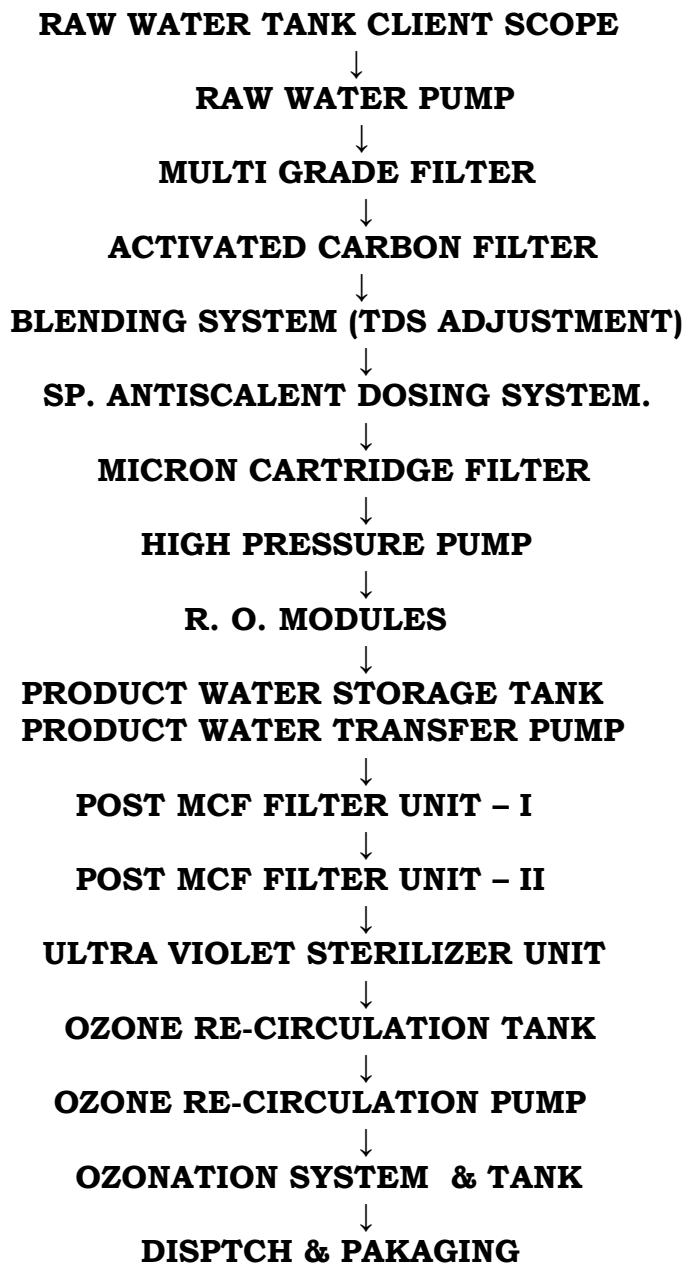 RAW WATER TANK CLIENT SCOPE
↓
RAW WATER PUMP
↓
MULTI GRADE FILTER
↓
ACTIVATED CARBON FILTER
↓
BLENDING SYSTEM (TDS ADJUSTMENT)
↓
SP. ANTISCALENT DOSING SYSTEM.
↓
MICRON CARTRIDGE FILTER
↓
HIGH PRESSURE PUMP
↓
R. O. MODULES
↓
PRODUCT WATER STORAGE TANK
PRODUCT WATER TRANSFER PUMP
↓
POST MCF FILTER UNIT – I
↓
POST MCF FILTER UNIT – II
↓
ULTRA VIOLET STERILIZER UNIT
↓
OZONE RE-CIRCULATION TANK
↓
OZONE RE-CIRCULATION PUMP
↓
OZONATION SYSTEM & TANK
↓
DISPTCH & PAKAGING